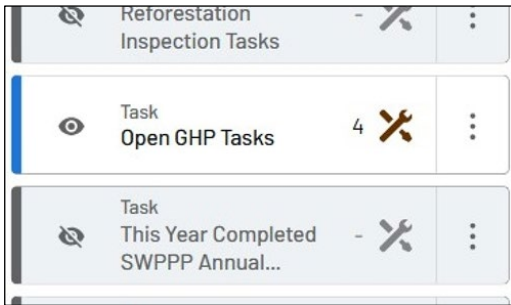 Reforestation
Inspection Tasks
-
Task
Open GHP Tasks
4
Task
This Year Completed
SWPPP Annual...
-